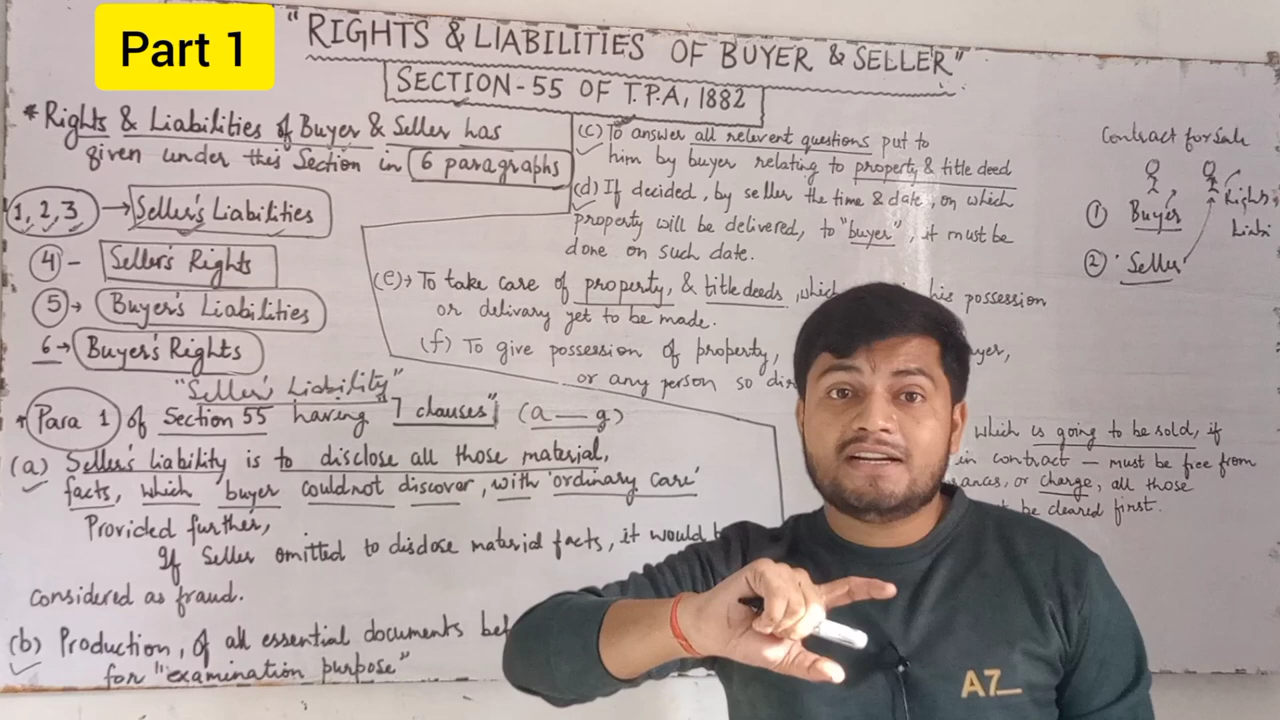 Part 1
"RIGHTS & LIABILITIES OF BUYER & SELLER"
SECTION-55 OF T.P.A, 1882
* Rights & Liabilities of Buyer & Seller has
given under this Section in 6 paragraphs
1, 2, 3 → Seller's Liabilities
4 - Seller's Rights
5 → Buyer's Liabilities
6 → Buyer's Rights
"Seller's Liability"
* Para 1 of Section 55 having "7 clauses" (a — g)
(a) Seller's liability is to disclose all those material,
facts, which buyer couldnot discover, with 'ordinary care'
Provided further,
If Seller omitted to disclose material facts, it would
considered as fraud.
(b) Production, of all essential documents
for "examination purpose"
(c) To answer all relevent questions put to
him by buyer relating to property & title deed
(d) If decided, by seller the time & date, on which
property will be delivered, to "buyer", it must be
done on such date.
(e) → To take care of property, & title deeds, his possession
or delivary yet to be made.
(f) To give possession of property,
or any person so
which is going to be sold, if
in contract — must be free from
or charge, all those
be cleared first.
Contract for Sale
1 Buyer
2 Seller
Rights
A7